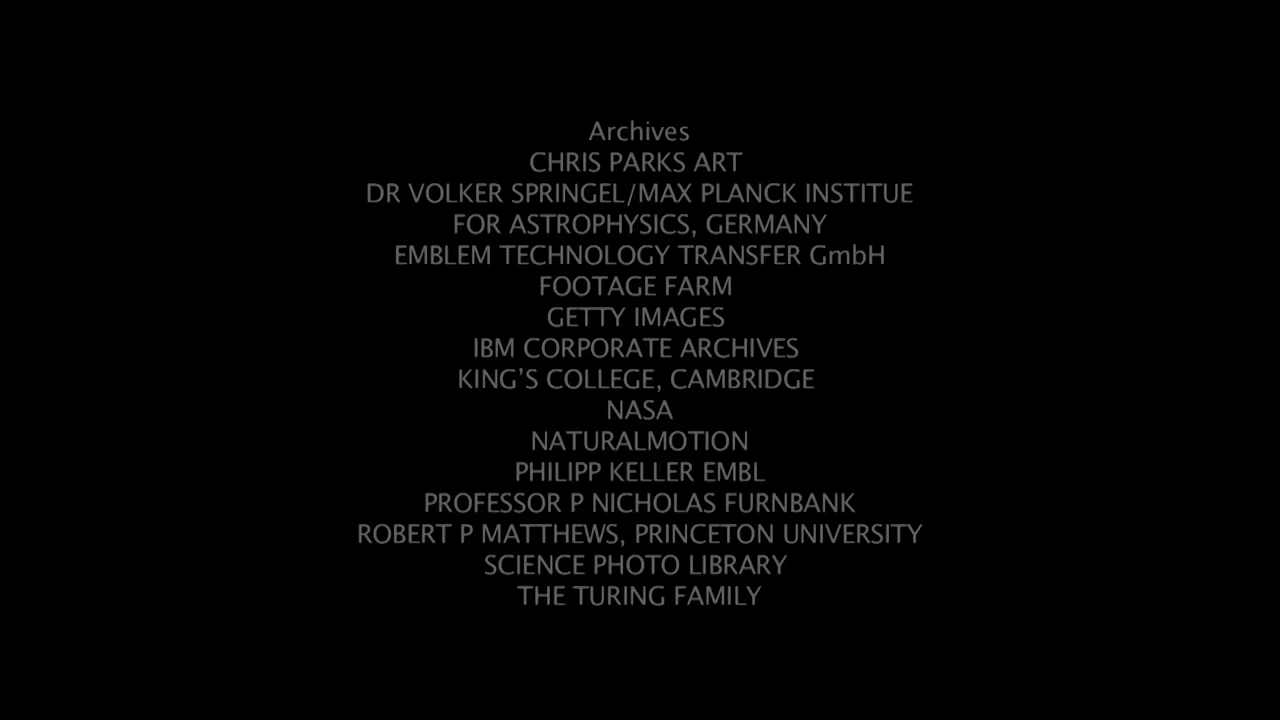 Archives
CHRIS PARKS ART
DR VOLKER SPRINGEL/MAX PLANCK INSTITUE
FOR ASTROPHYSICS, GERMANY
EMBLEM TECHNOLOGY TRANSFER GmbH
FOOTAGE FARM
GETTY IMAGES
IBM CORPORATE ARCHIVES
KING’S COLLEGE, CAMBRIDGE
NASA
NATURALMOTION
PHILIPP KELLER EMBL
PROFESSOR P NICHOLAS FURNBANK
ROBERT P MATTHEWS, PRINCETON UNIVERSITY
SCIENCE PHOTO LIBRARY
THE TURING FAMILY